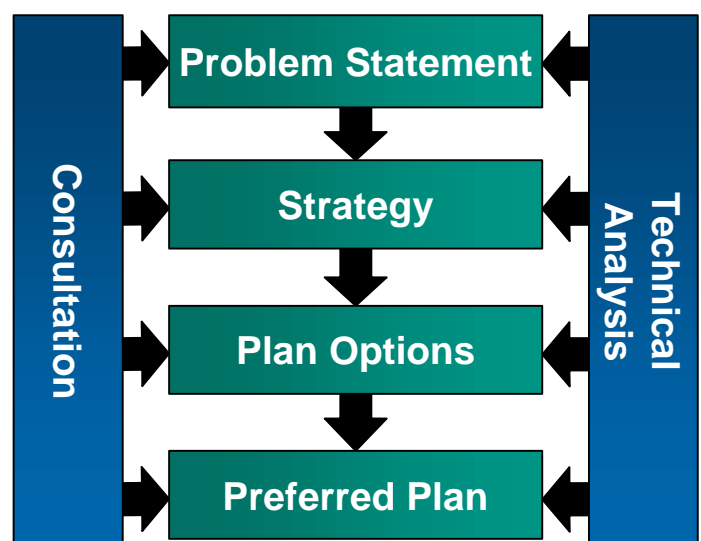 Problem Statement
Consultation
Strategy
Technical
Analysis
Plan Options
Preferred Plan